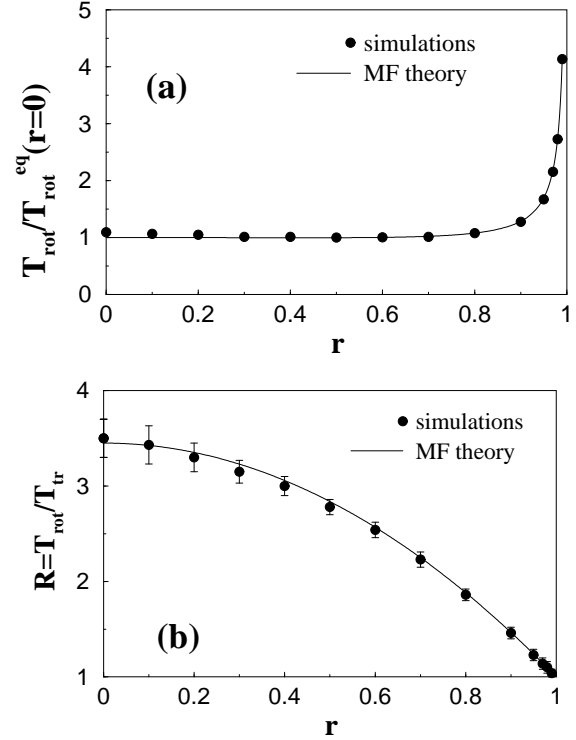 5
4
3
2
1
0
T_rot/T_rot^eq(r=0)
(a)
simulations
MF theory
0 0.2 0.4 0.6 0.8 1
r
4
3
2
1
R=T_rot/T_tr
simulations
MF theory
(b)
0 0.2 0.4 0.6 0.8 1
r